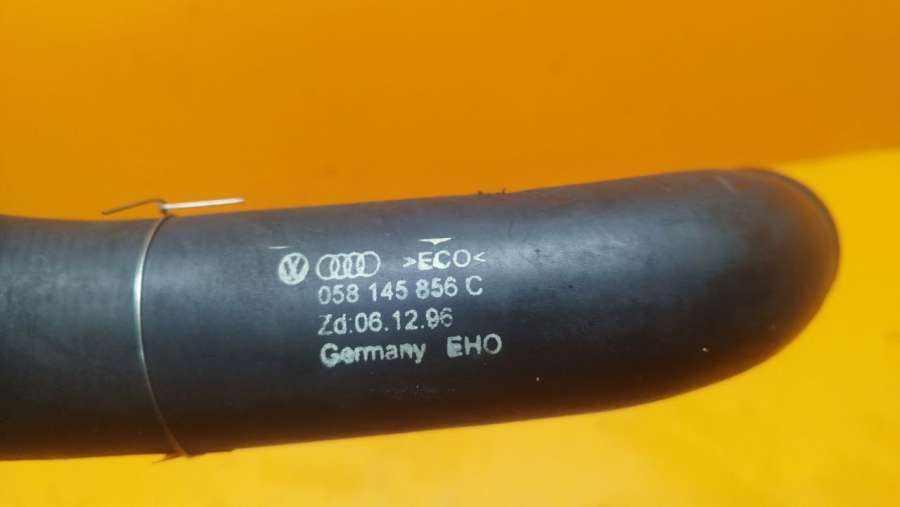 >ECO<
058 145 856 C
Zd:06.12.96
Germany EHO